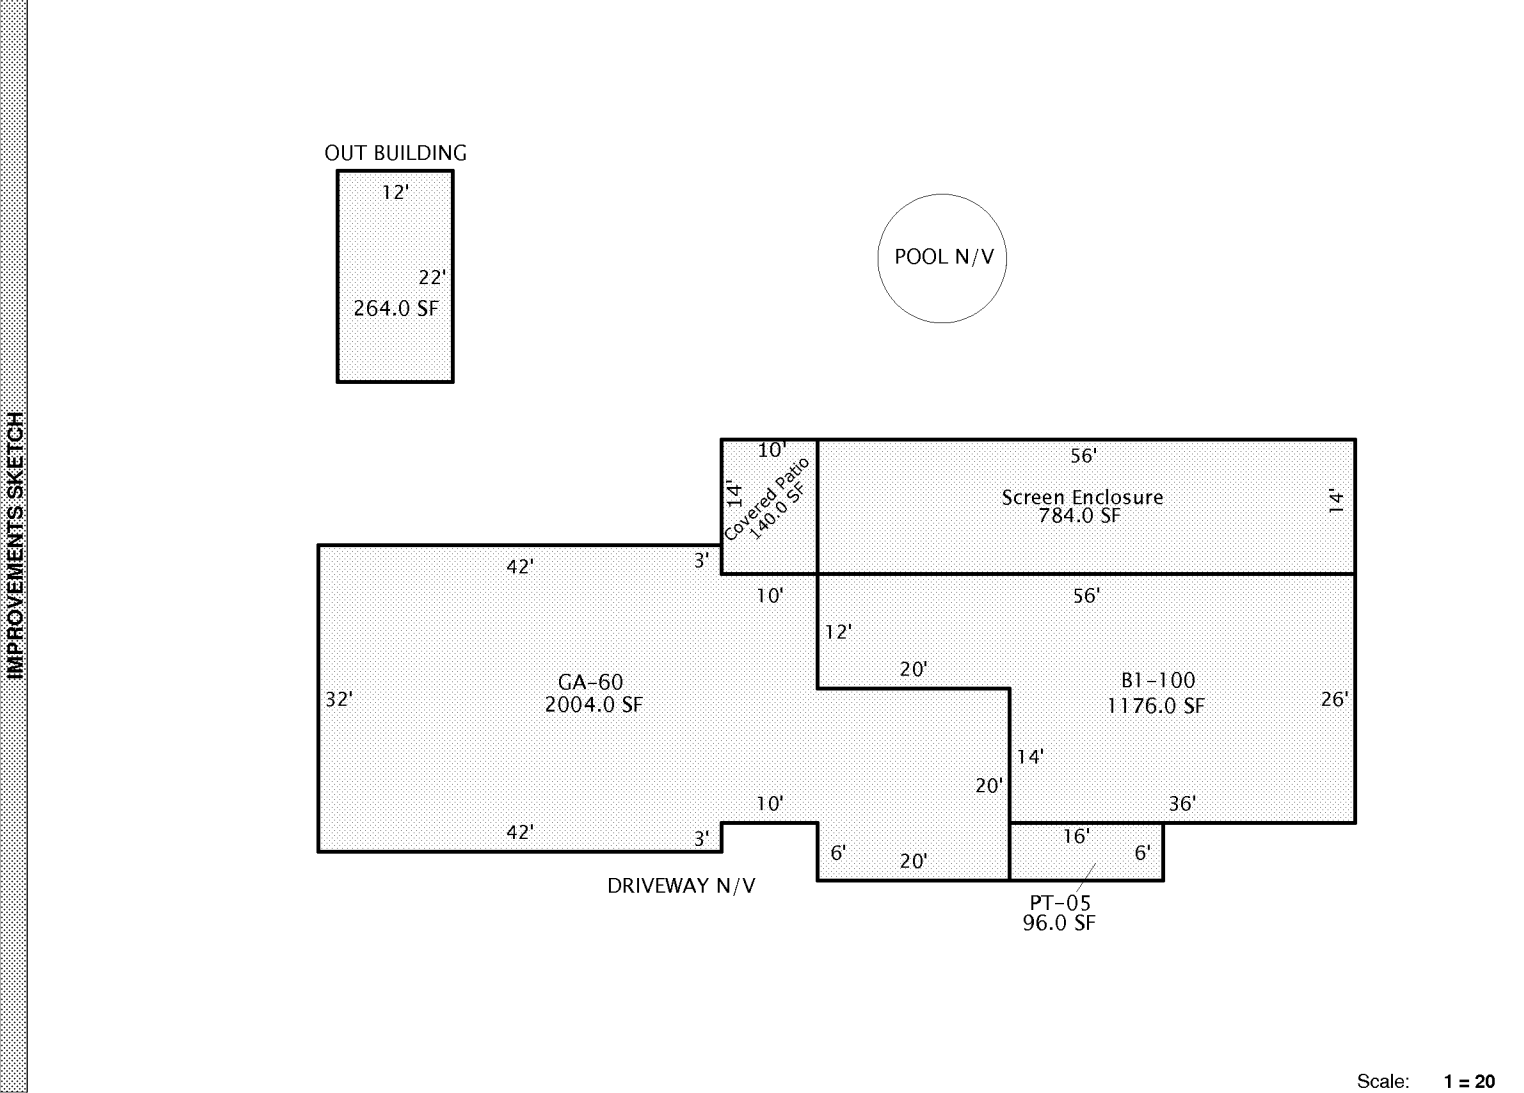 IMPROVEMENTS SKETCH
OUT BUILDING
12'
22'
264.0 SF
POOL N/V
10'
14'
Covered Patio
140.0 SF
56'
Screen Enclosure
784.0 SF
14'
42'
3'
10'
56'
12'
20'
32'
GA-60
2004.0 SF
B1-100
1176.0 SF
26'
14'
20'
10'
36'
42'
3'
6'
20'
16'
6'
DRIVEWAY N/V
PT-05
96.0 SF
Scale: 1 = 20